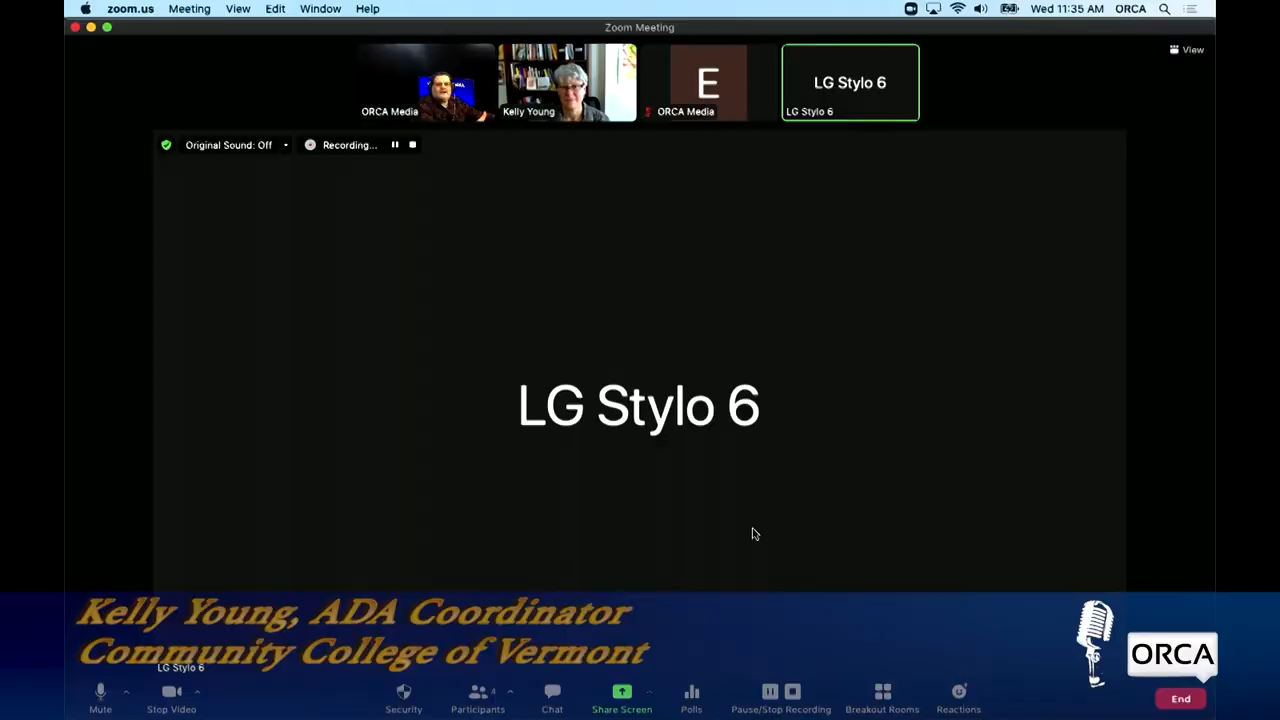 zoom.us Meeting View Edit Window Help Wed 11:35 AM ORCA
Zoom Meeting
View
E
LG Stylo 6
ORCA Media
Kelly Young
ORCA Media
LG Stylo 6
Original Sound: Off
Recording...
LG Stylo 6
Kelly Young, ADA Coordinator
Community College of Vermont
LG Stylo 6
ORCA
4
Mute Stop Video Security Participants Chat Share Screen Polls Pause/Stop Recording Breakout Rooms Reactions End